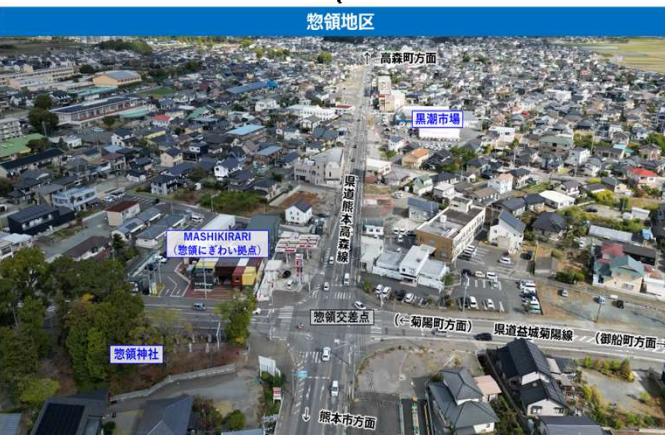 惣領地区
↑ 高森町方面
黒潮市場
県道熊本高森線
MASHIKIRARI
（惣領にぎわい拠点）
惣領交差点
（←菊陽町方面）
県道益城菊陽線
（御船町方面→
惣領神社
↓ 熊本市方面